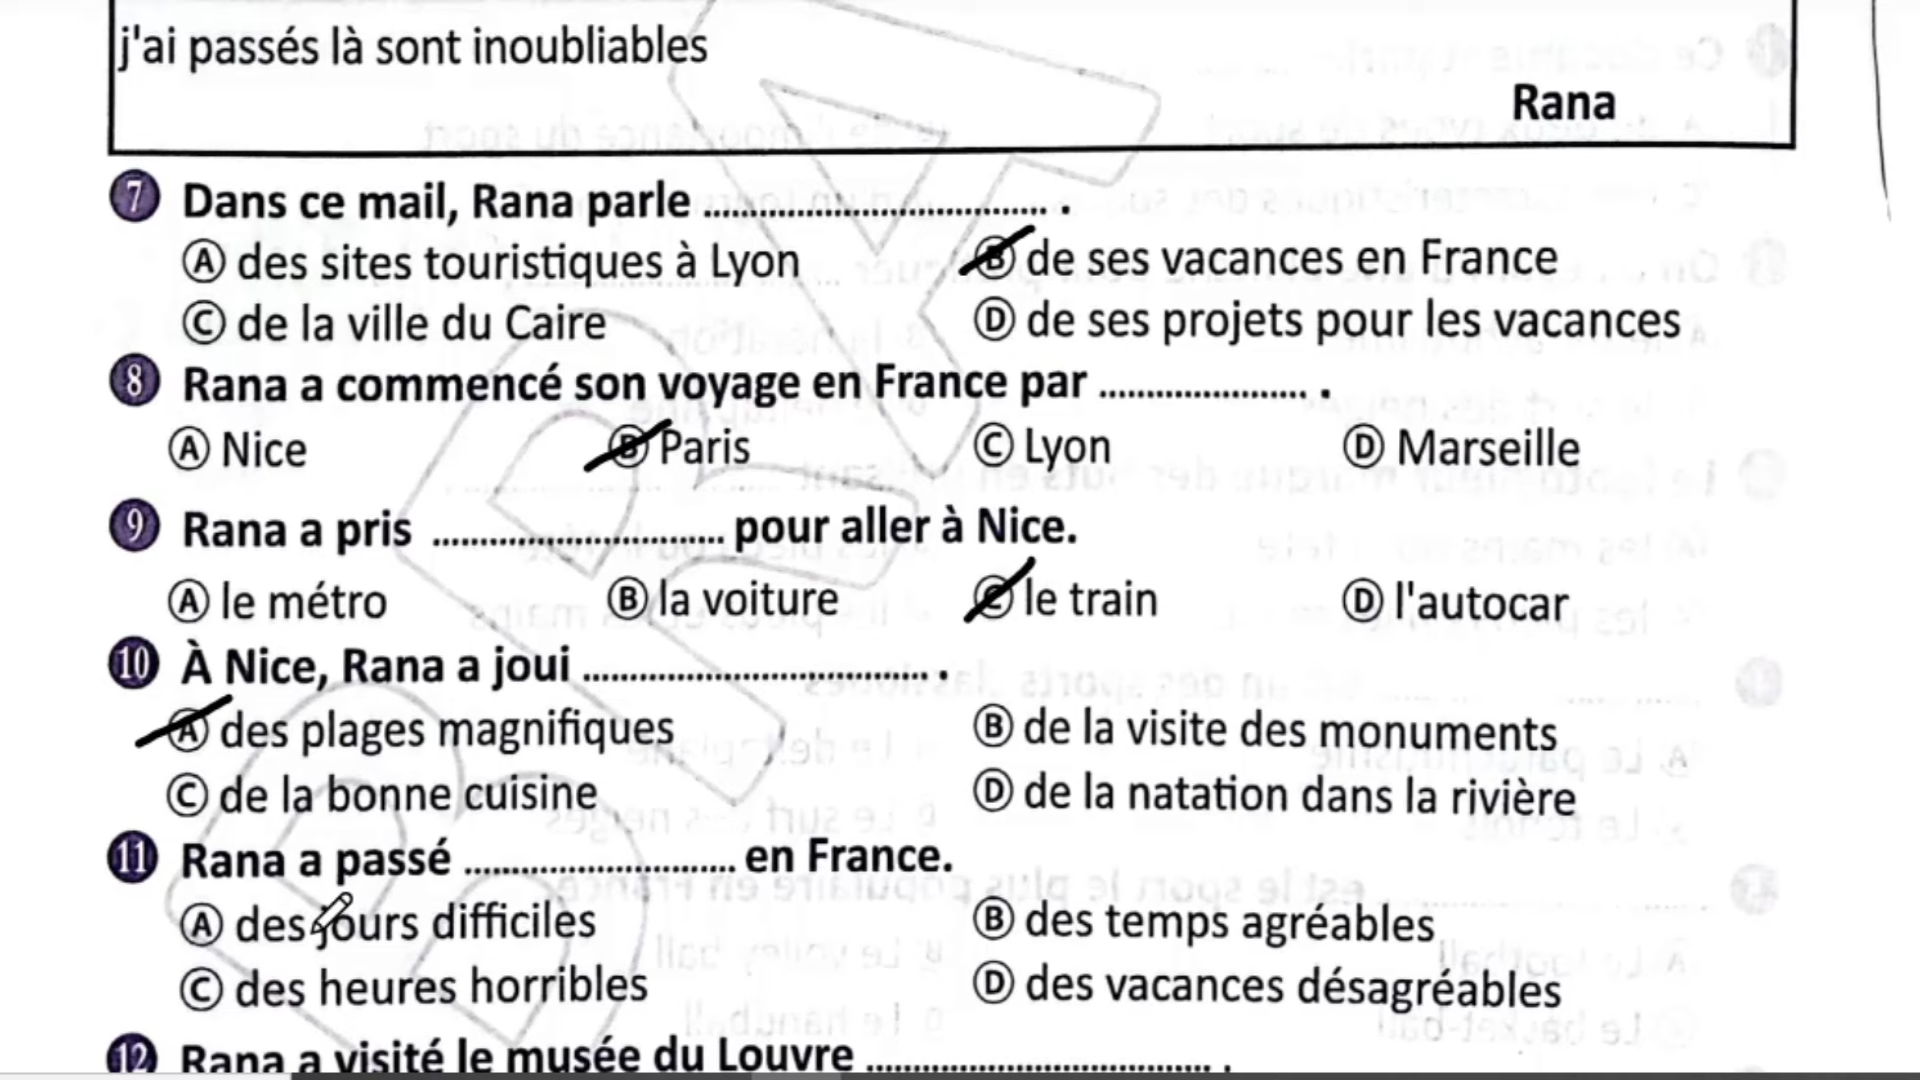 j'ai passés là sont inoubliables
Rana
7 Dans ce mail, Rana parle .................................... .
A des sites touristiques à Lyon B de ses vacances en France
C de la ville du Caire D de ses projets pour les vacances
8 Rana a commencé son voyage en France par ...................... .
A Nice B Paris C Lyon D Marseille
9 Rana a pris .............................. pour aller à Nice.
A le métro B la voiture C le train D l'autocar
10 À Nice, Rana a joui .................................... .
A des plages magnifiques B de la visite des monuments
C de la bonne cuisine D de la natation dans la rivière
11 Rana a passé ............................ en France.
A des jours difficiles B des temps agréables
C des heures horribles D des vacances désagréables
12 Rana a visité le musée du Louvre .................................... .